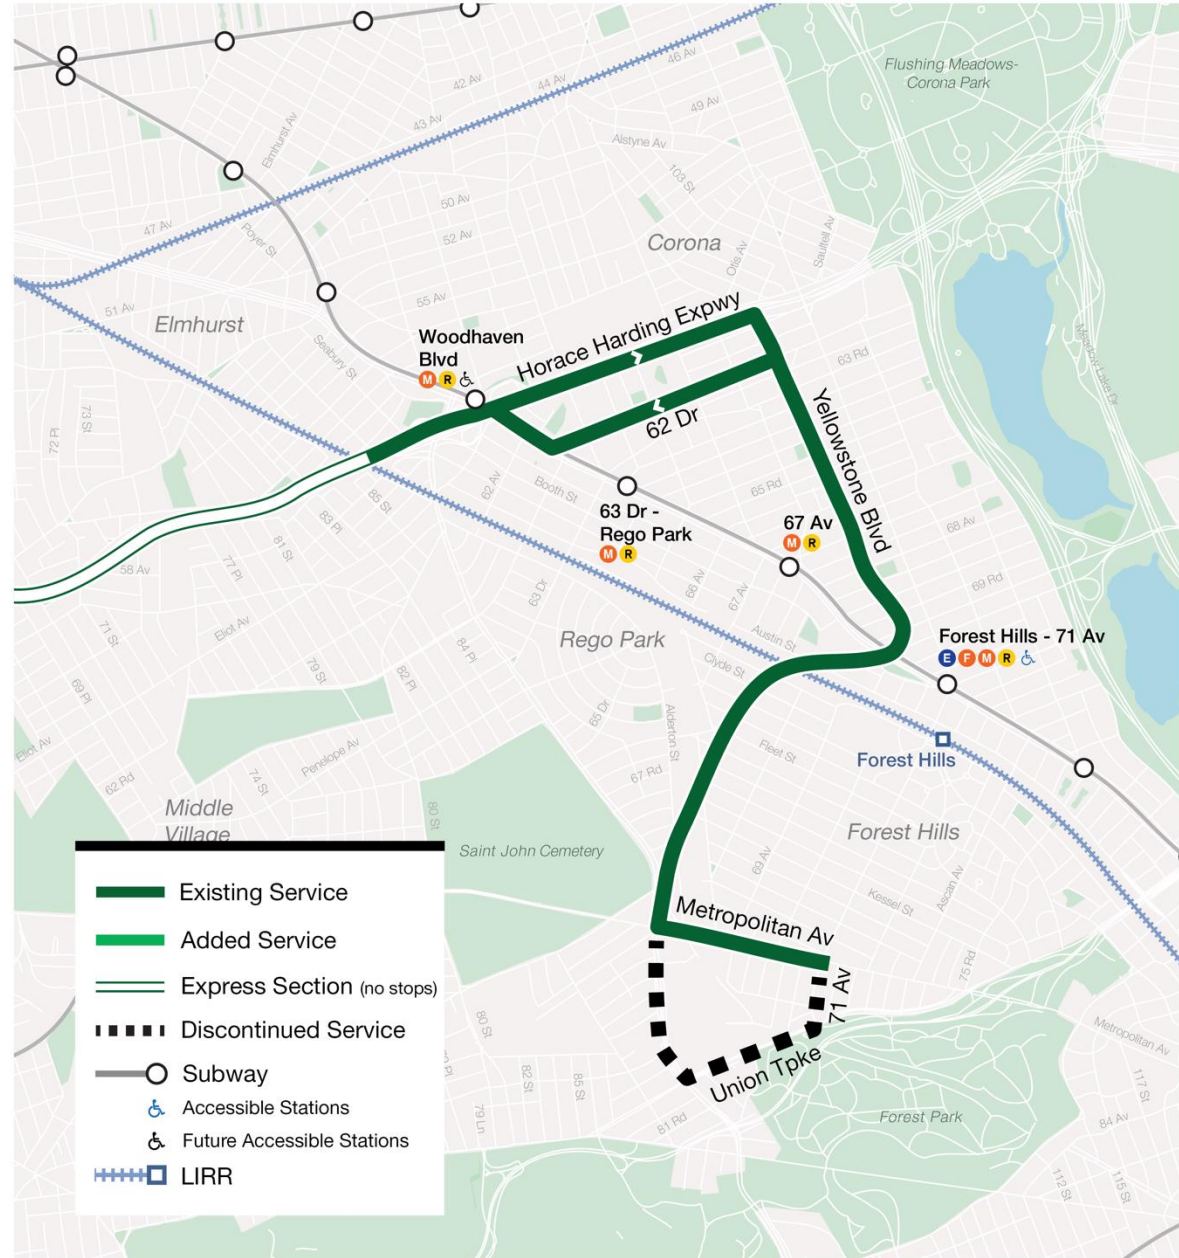 Flushing Meadows-
Corona Park
42 Av
44 Av
46 Av
43 Av
49 Av
Elmhurst Av
Alstyne Av
103 St
50 Av
47 Av
Poyer St
52 Av
Corona
Otis Av
Saultell Av
55 Av
51 Av
Elmhurst
Seabury St
Woodhaven
Blvd
M R
Horace Harding Expwy
63 Rd
Meadow Lake Dr
73 St
72 Pl
62 Dr
Yellowstone Blvd
62 Av
Booth St
65 Rd
85 St
83 Pl
63 Dr -
Rego Park
M R
67 Av
M R
68 Av
81 St
77 Pl
58 Av
63 Dr
66 Av
67 Av
69 Rd
71 St
Eliot Av
Rego Park
Austin St
Clyde St
Forest Hills - 71 Av
E F M R
84 Pl
79 St
82 Pl
69 Pl
65 Dr
Alderton St
Fleet St
Forest Hills
Eliot Av
Penelope Av
62 Rd
74 St
67 Rd
Middle
Village
80 St
Saint John Cemetery
69 Av
Forest Hills
Kessel St
Ascan Av
Metropolitan Av
75 Rd
71 Av
Union Tpke
Metropolitan Av
80 St
82 St
85 St
79 Ln
81 Rd
Forest Park
117 St
84 Av
112 St
115 St
Existing Service
Added Service
Express Section (no stops)
Discontinued Service
Subway
Accessible Stations
Future Accessible Stations
LIRR